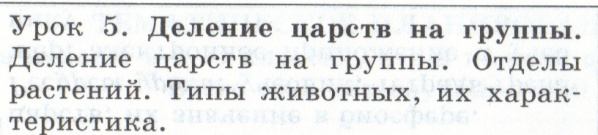 Урок 5. Деление царств на группы.
Деление царств на группы. Отделы
растений. Типы животных, их харак-
теристика.